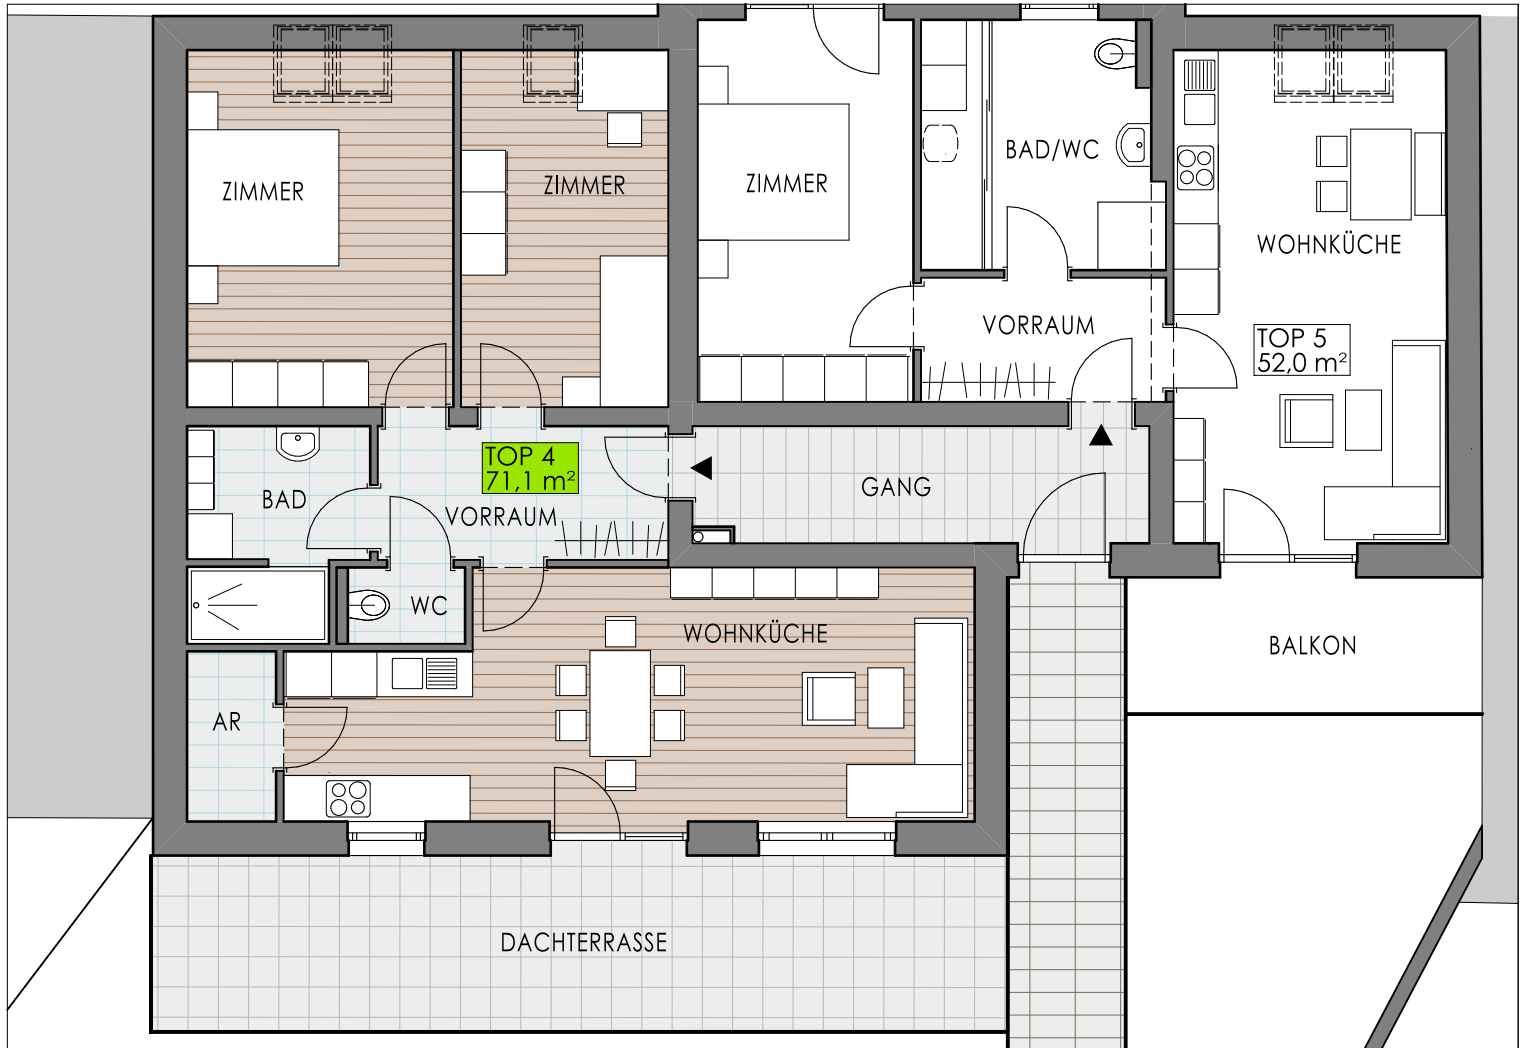 ZIMMER
ZIMMER
ZIMMER
BAD/WC
WOHNKÜCHE
VORRAUM
TOP 5
52,0 m²
TOP 4
71,1 m²
GANG
BAD
VORRAUM
WC
WOHNKÜCHE
BALKON
AR
DACHTERRASSE